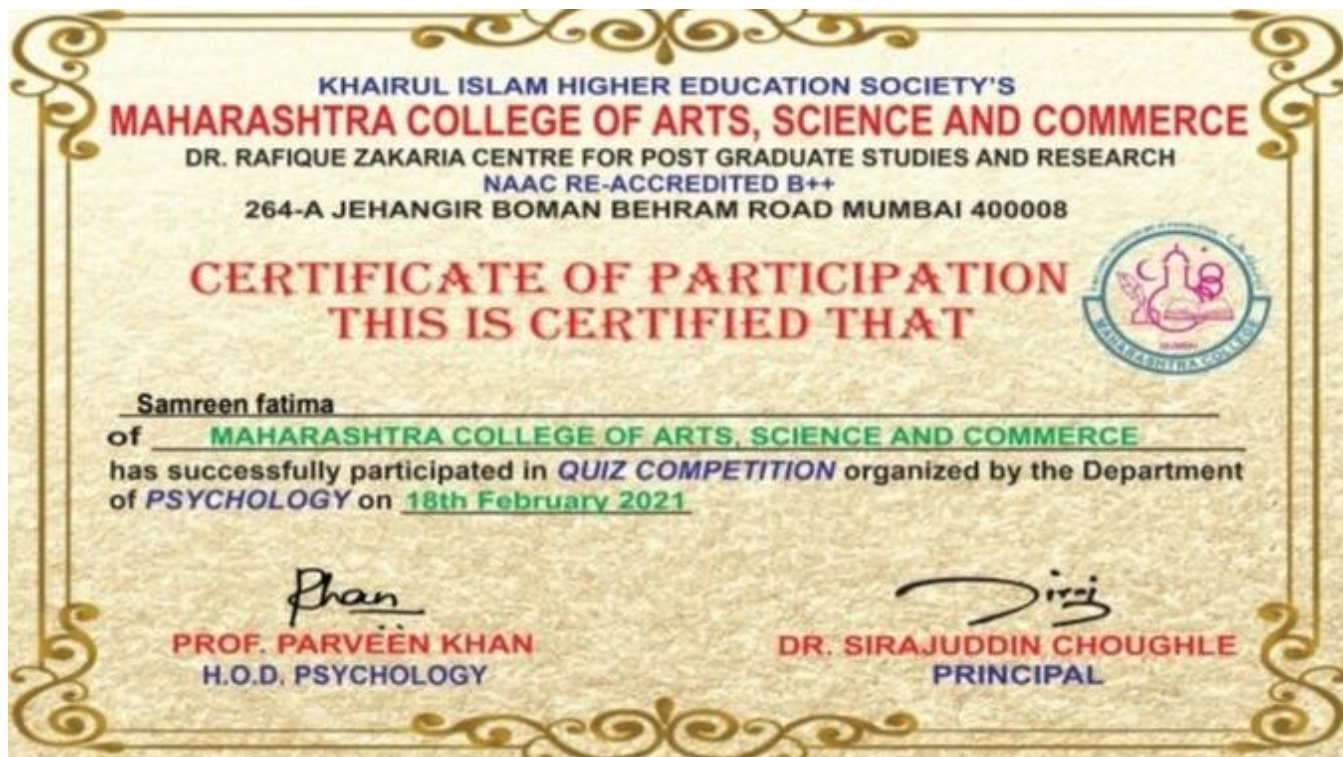 KHAIRUL ISLAM HIGHER EDUCATION SOCIETY'S
MAHARASHTRA COLLEGE OF ARTS, SCIENCE AND COMMERCE
DR. RAFIQUE ZAKARIA CENTRE FOR POST GRADUATE STUDIES AND RESEARCH
NAAC RE-ACCREDITED B++
264-A JEHANGIR BOMAN BEHRAM ROAD MUMBAI 400008
CERTIFICATE OF PARTICIPATION
THIS IS CERTIFIED THAT
MUMBAI
MAHARASHTRA COLLEGE
Samreen fatima
of MAHARASHTRA COLLEGE OF ARTS, SCIENCE AND COMMERCE
has successfully participated in QUIZ COMPETITION organized by the Department
of PSYCHOLOGY on 18th February 2021
PROF. PARVEEN KHAN
H.O.D. PSYCHOLOGY
DR. SIRAJUDDIN CHOUGHLE
PRINCIPAL